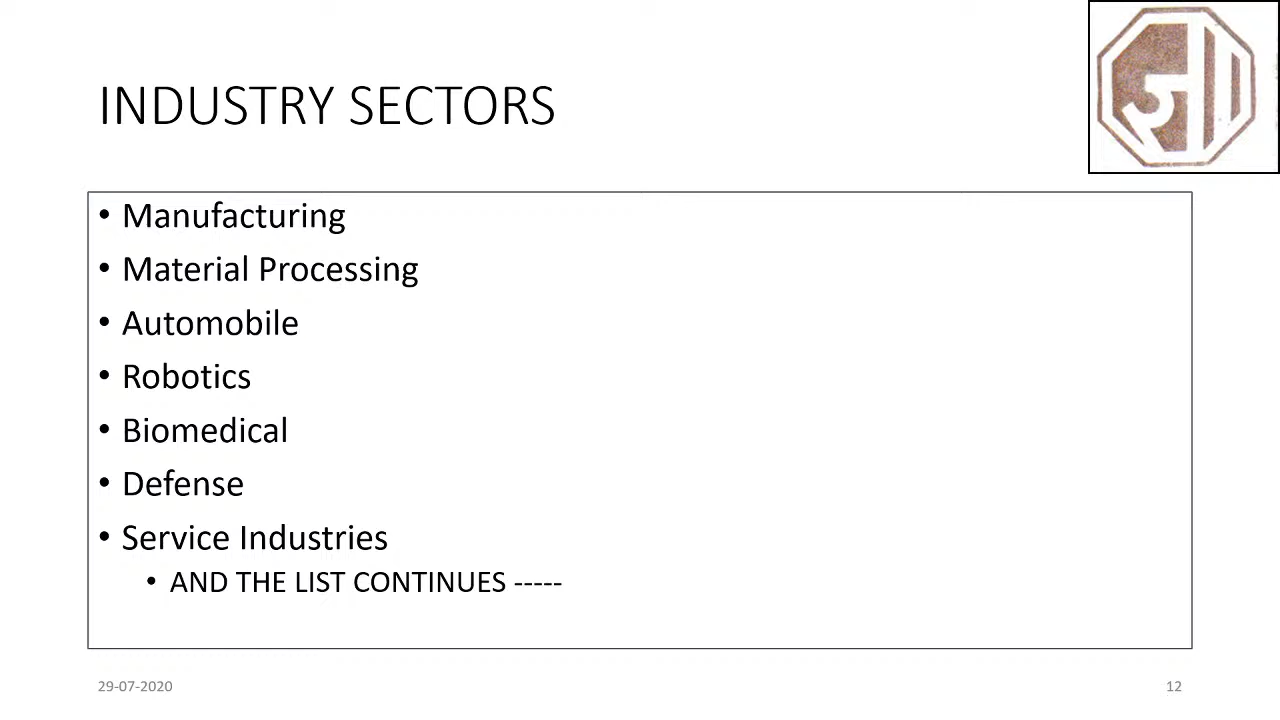 INDUSTRY SECTORS
• Manufacturing
• Material Processing
• Automobile
• Robotics
• Biomedical
• Defense
• Service Industries
• AND THE LIST CONTINUES -----
29-07-2020
12